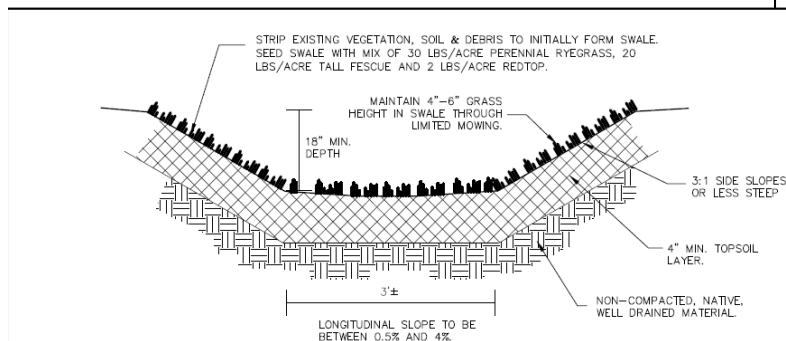 STRIP EXISTING VEGETATION, SOIL & DEBRIS TO INITIALLY FORM SWALE.
SEED SWALE WITH MIX OF 30 LBS/ACRE PERENNIAL RYEGRASS, 20
LBS/ACRE TALL FESCUE AND 2 LBS/ACRE REDTOP.
MAINTAIN 4"-6" GRASS
HEIGHT IN SWALE THROUGH
LIMITED MOWING.
18" MIN.
DEPTH
3:1 SIDE SLOPES
OR LESS STEEP
4" MIN. TOPSOIL
LAYER.
3'±
NON-COMPACTED, NATIVE,
WELL DRAINED MATERIAL.
LONGITUDINAL SLOPE TO BE
BETWEEN 0.5% AND 4%.